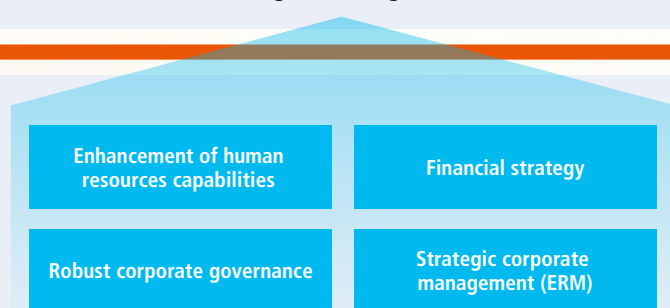 Enhancement of human
resources capabilities
Financial strategy
Robust corporate governance
Strategic corporate
management (ERM)